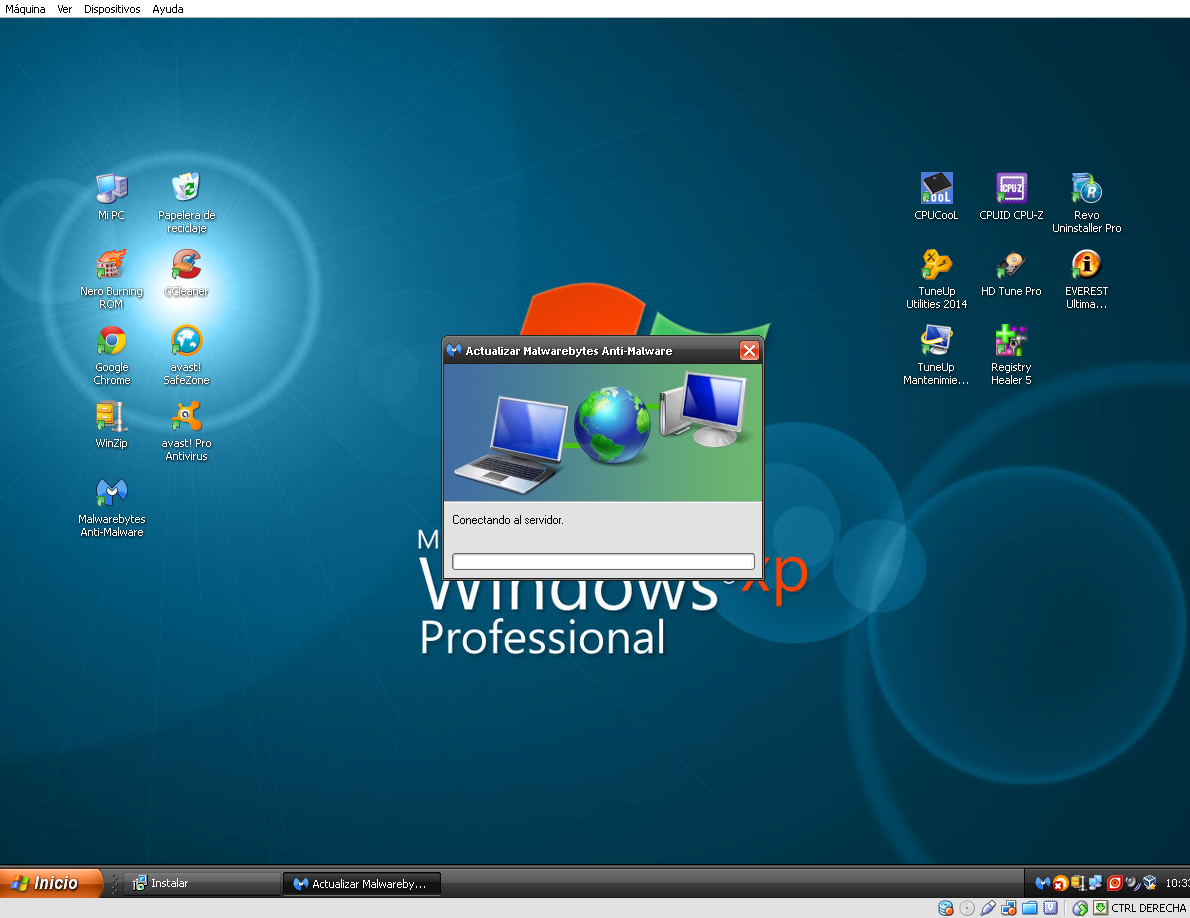 Máquina Ver Dispositivos Ayuda
Mi PC
Papelera de
reciclaje
Nero Burning
ROM
CCleaner
Google
Chrome
avast!
SafeZone
WinZip
avast! Pro
Antivirus
Malwarebytes
Anti-Malware
CPUCooL
CPUID CPU-Z
Revo
Uninstaller Pro
TuneUp
Utilities 2014
HD Tune Pro
EVEREST
Ultima...
TuneUp
Mantenimie...
Registry
Healer 5
Actualizar Malwarebytes Anti-Malware
Conectando al servidor.
M
Windows xp
Professional
Inicio
Instalar
Actualizar Malwareby...
CTRL DERECHA